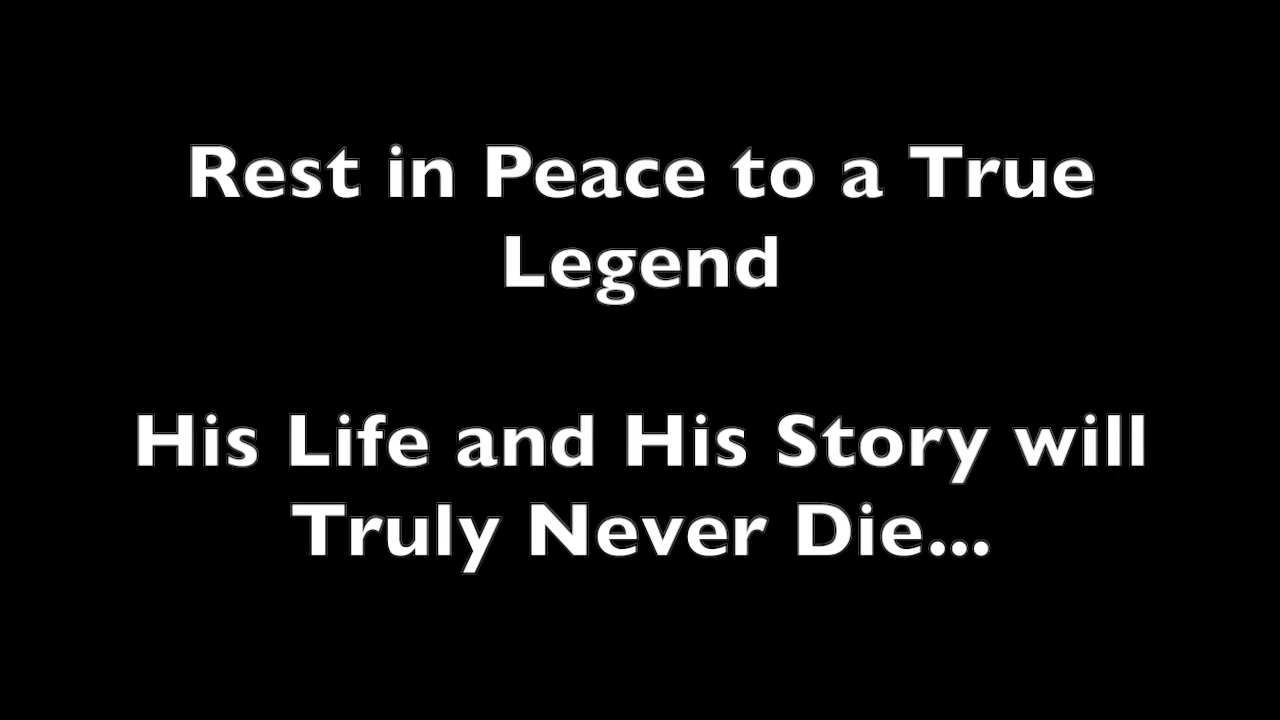 Rest in Peace to a True
Legend
His Life and His Story will
Truly Never Die...